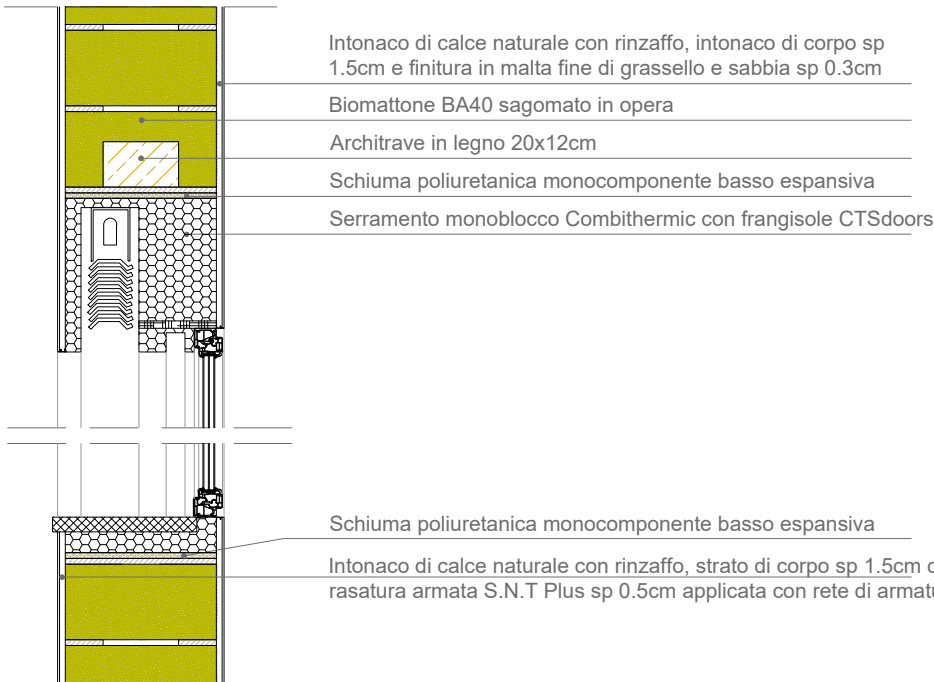 Intonaco di calce naturale con rinzaffo, intonaco di corpo sp
1.5cm e finitura in malta fine di grassello e sabbia sp 0.3cm
Biomattone BA40 sagomato in opera
Architrave in legno 20x12cm
Schiuma poliuretanica monocomponente basso espansiva
Serramento monoblocco Combithermic con frangisole CTSdoors
Schiuma poliuretanica monocomponente basso espansiva
Intonaco di calce naturale con rinzaffo, strato di corpo sp 1.5cm
rasatura armata S.N.T Plus sp 0.5cm applicata con rete di